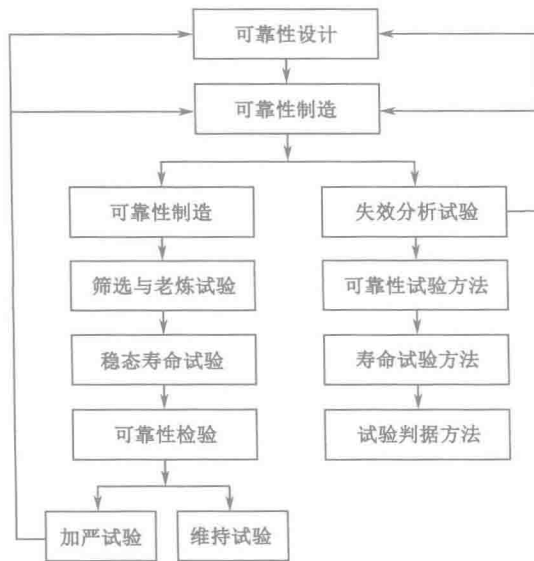 可靠性设计
可靠性制造
可靠性制造
失效分析试验
筛选与老炼试验
可靠性试验方法
稳态寿命试验
寿命试验方法
可靠性检验
试验判据方法
加严试验
维持试验